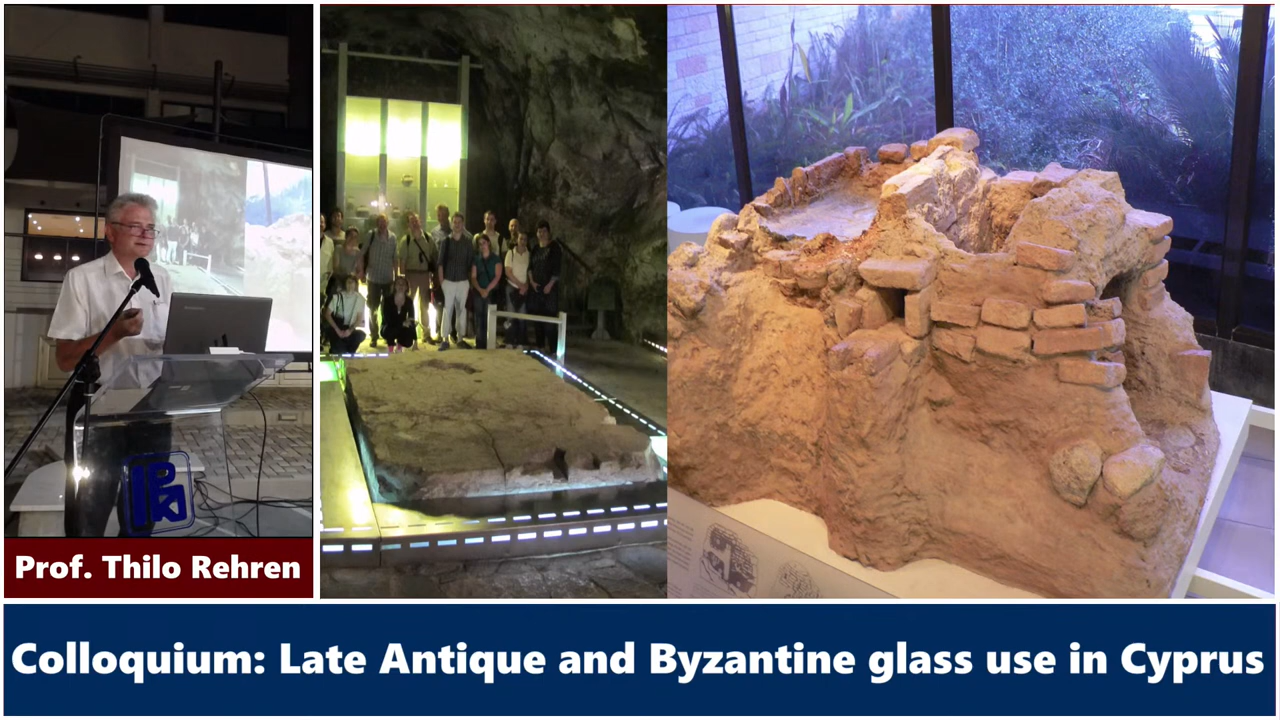 Prof. Thilo Rehren
Colloquium: Late Antique and Byzantine glass use in Cyprus